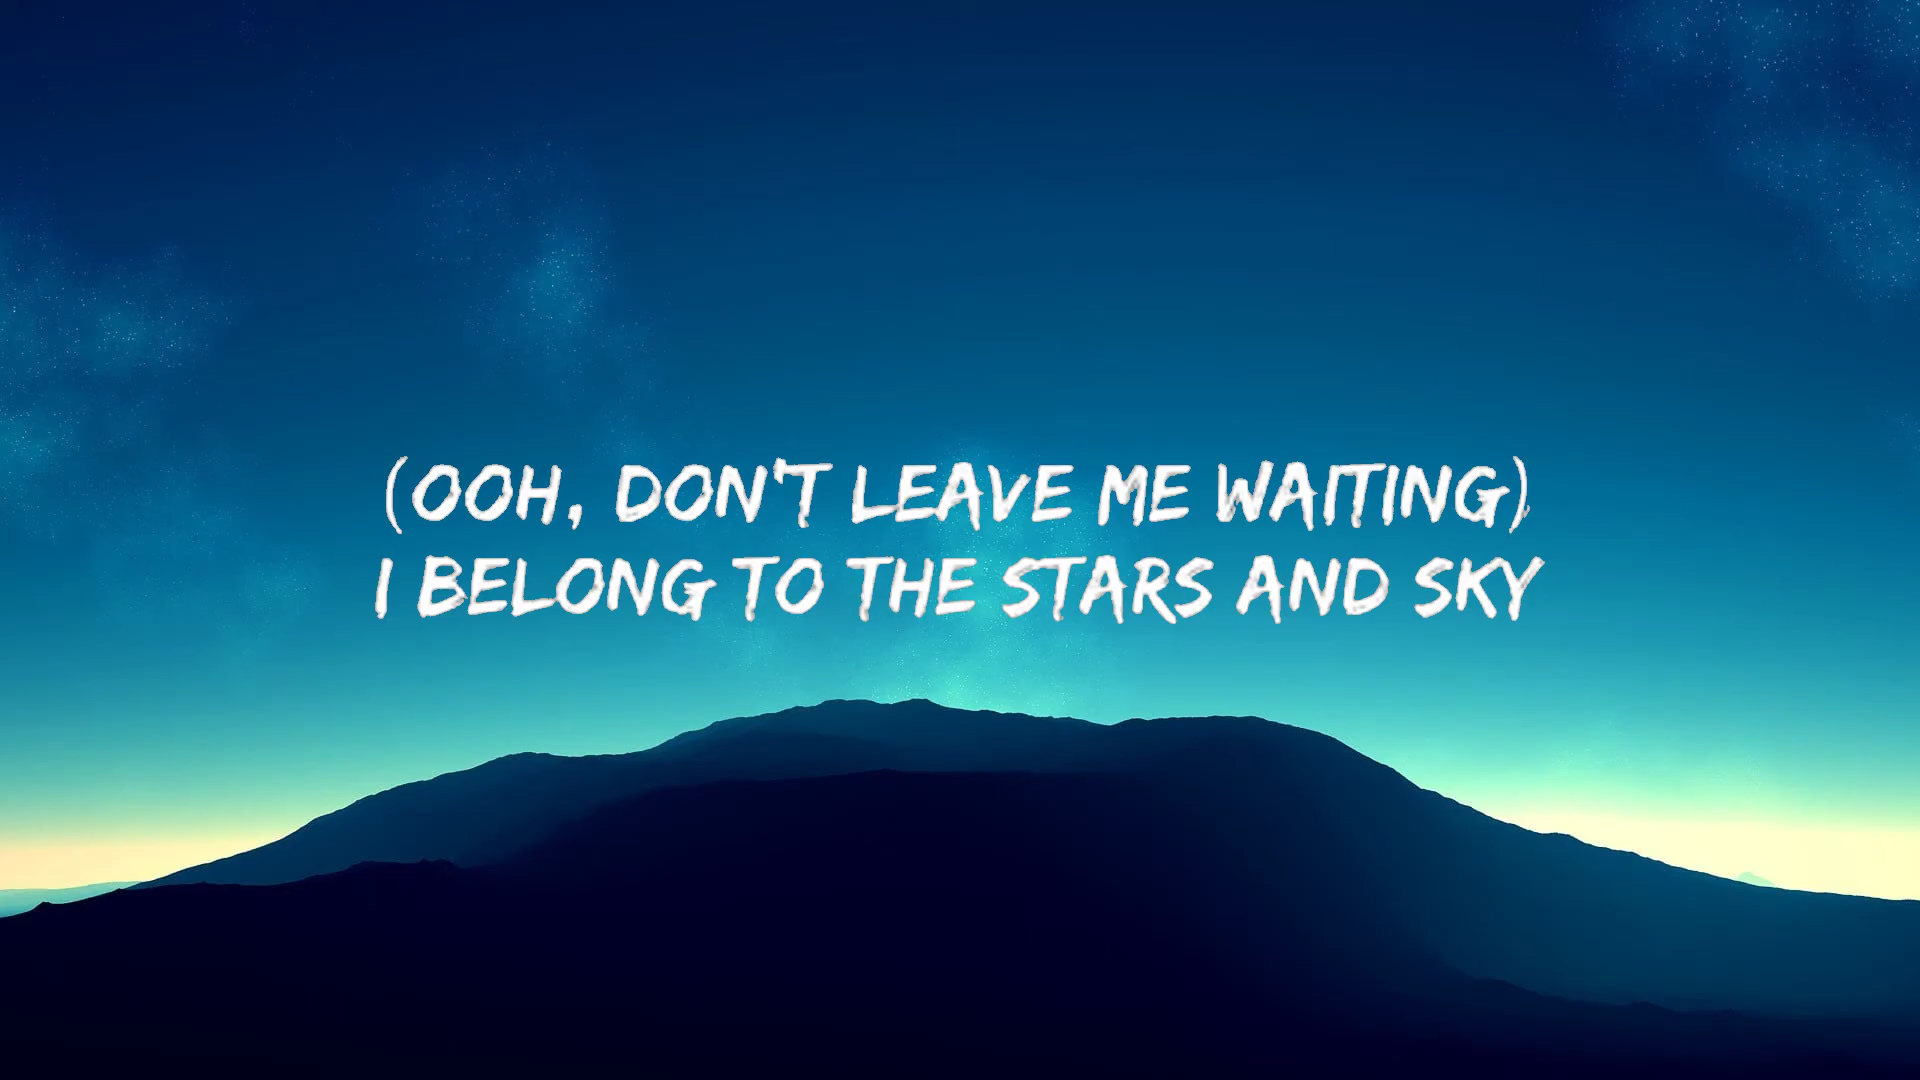 (OOH, DON'T LEAVE ME WAITING)
I BELONG TO THE STARS AND SKY